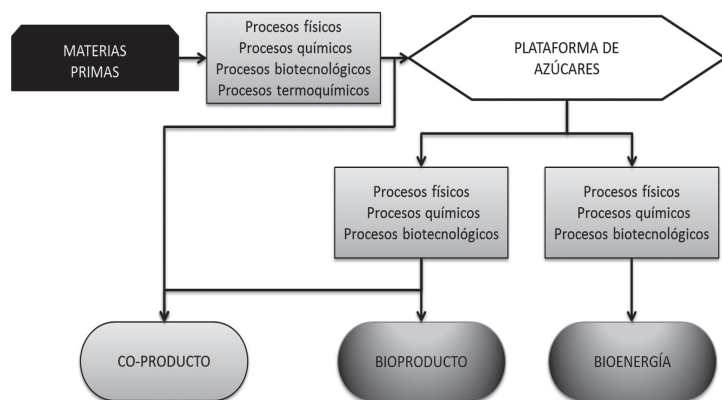 MATERIAS
PRIMAS
Procesos físicos
Procesos químicos
Procesos biotecnológicos
Procesos termoquímicos
PLATAFORMA DE
AZÚCARES
Procesos físicos
Procesos químicos
Procesos biotecnológicos
Procesos físicos
Procesos químicos
Procesos biotecnológicos
CO-PRODUCTO
BIOPRODUCTO
BIOENERGÍA